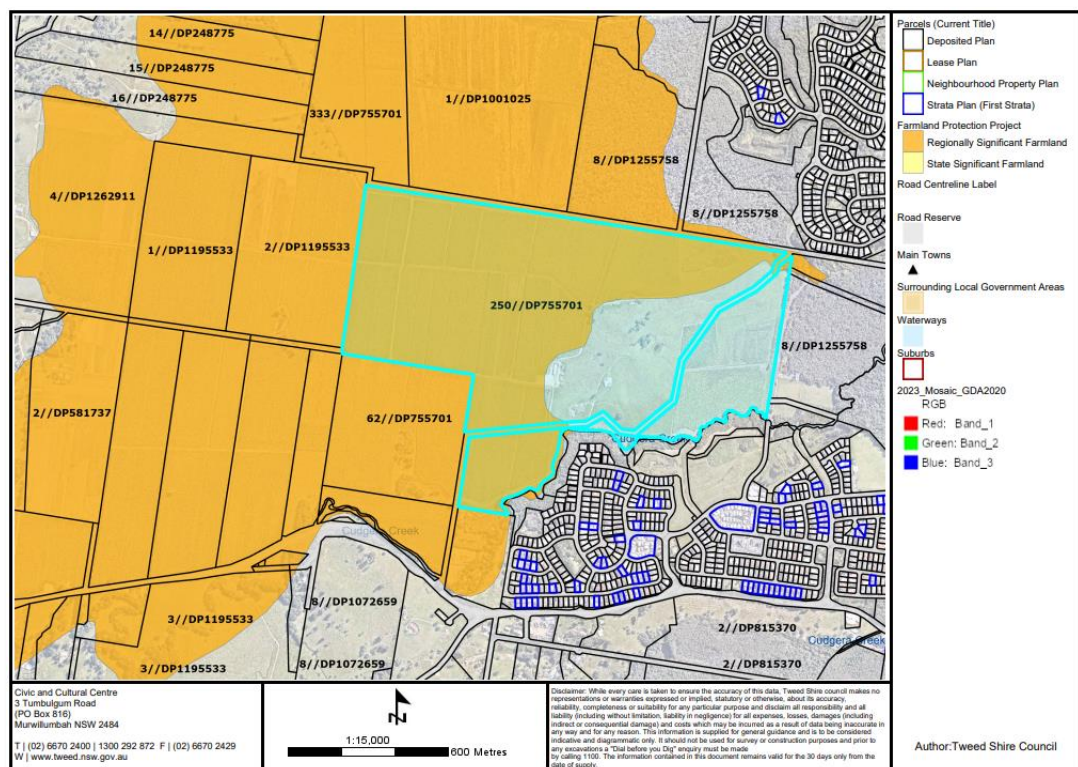 14//DP248775
15//DP248775
16//DP248775
333//DP755701
1//DP1001025
8//DP1255758
8//DP1255758
4//DP1262911
1//DP1195533
2//DP1195533
250//DP755701
8//DP1255758
2//DP581737
62//DP755701
Cudgera Creek
Cudgera Creek
8//DP1072659
3//DP1195533
2//DP815370
Cudgera Creek
3//DP1195533
8//DP1072659
2//DP815370
Parcels (Current Title)
Deposited Plan
Lease Plan
Neighbourhood Property Plan
Strata Plan (First Strata)
Farmland Protection Project
Regionally Significant Farmland
State Significant Farmland
Road Centreline Label
Road Reserve
Main Towns
Surrounding Local Government Areas
Waterways
Suburbs
2023_Mosaic_GDA2020
RGB
Red: Band_1
Green: Band_2
Blue: Band_3
Civic and Cultural Centre
3 Tumbulgum Road
(PO Box 816)
Murwillumbah NSW 2484
T | (02) 6670 2400 | 1300 292 872 F | (02) 6670 2429
W | www.tweed.nsw.gov.au
N
1:15,000
600 Metres
Disclaimer: While every care is taken to ensure the accuracy of this data, Tweed Shire council makes no
representations or warranties expressed or implied, statutory or otherwise, about its accuracy,
reliability, completeness or suitability for any particular purpose and disclaim all responsibility and all
liability (including without limitation, liability in negligence) for all expenses, losses, damages (including
indirect or consequential damage) and costs which may be incurred as a result of data being inaccurate in
any way and for any reason. This information is supplied for general guidance and is to be considered
indicative and diagrammatic only. It should not be used for survey or construction purposes and prior to
any excavations a "Dial before you Dig" enquiry must be made
by calling 1100. The information contained in this document remains valid for the 30 days only from the
date of supply.
Author:Tweed Shire Council